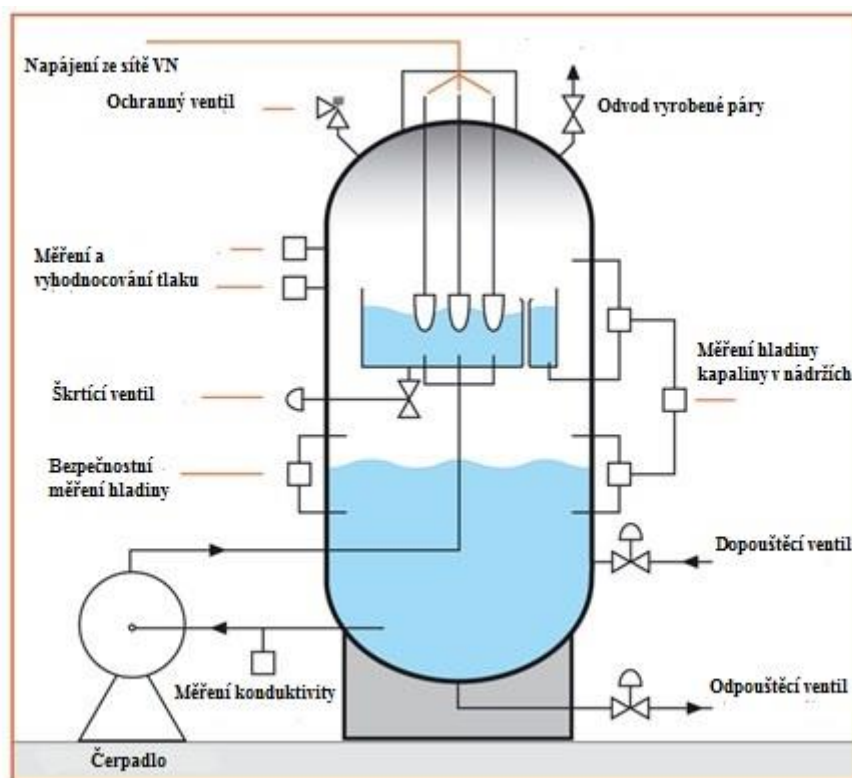 Napájení ze sítě VN
Ochranný ventil
Odvod vyrobené páry
Měření a
vyhodnocování tlaku
Měření hladiny
kapaliny v nádržích
Škrtící ventil
Bezpečnostní
měření hladiny
Dopouštěcí ventil
Měření konduktivity
Odpouštěcí ventil
Čerpadlo